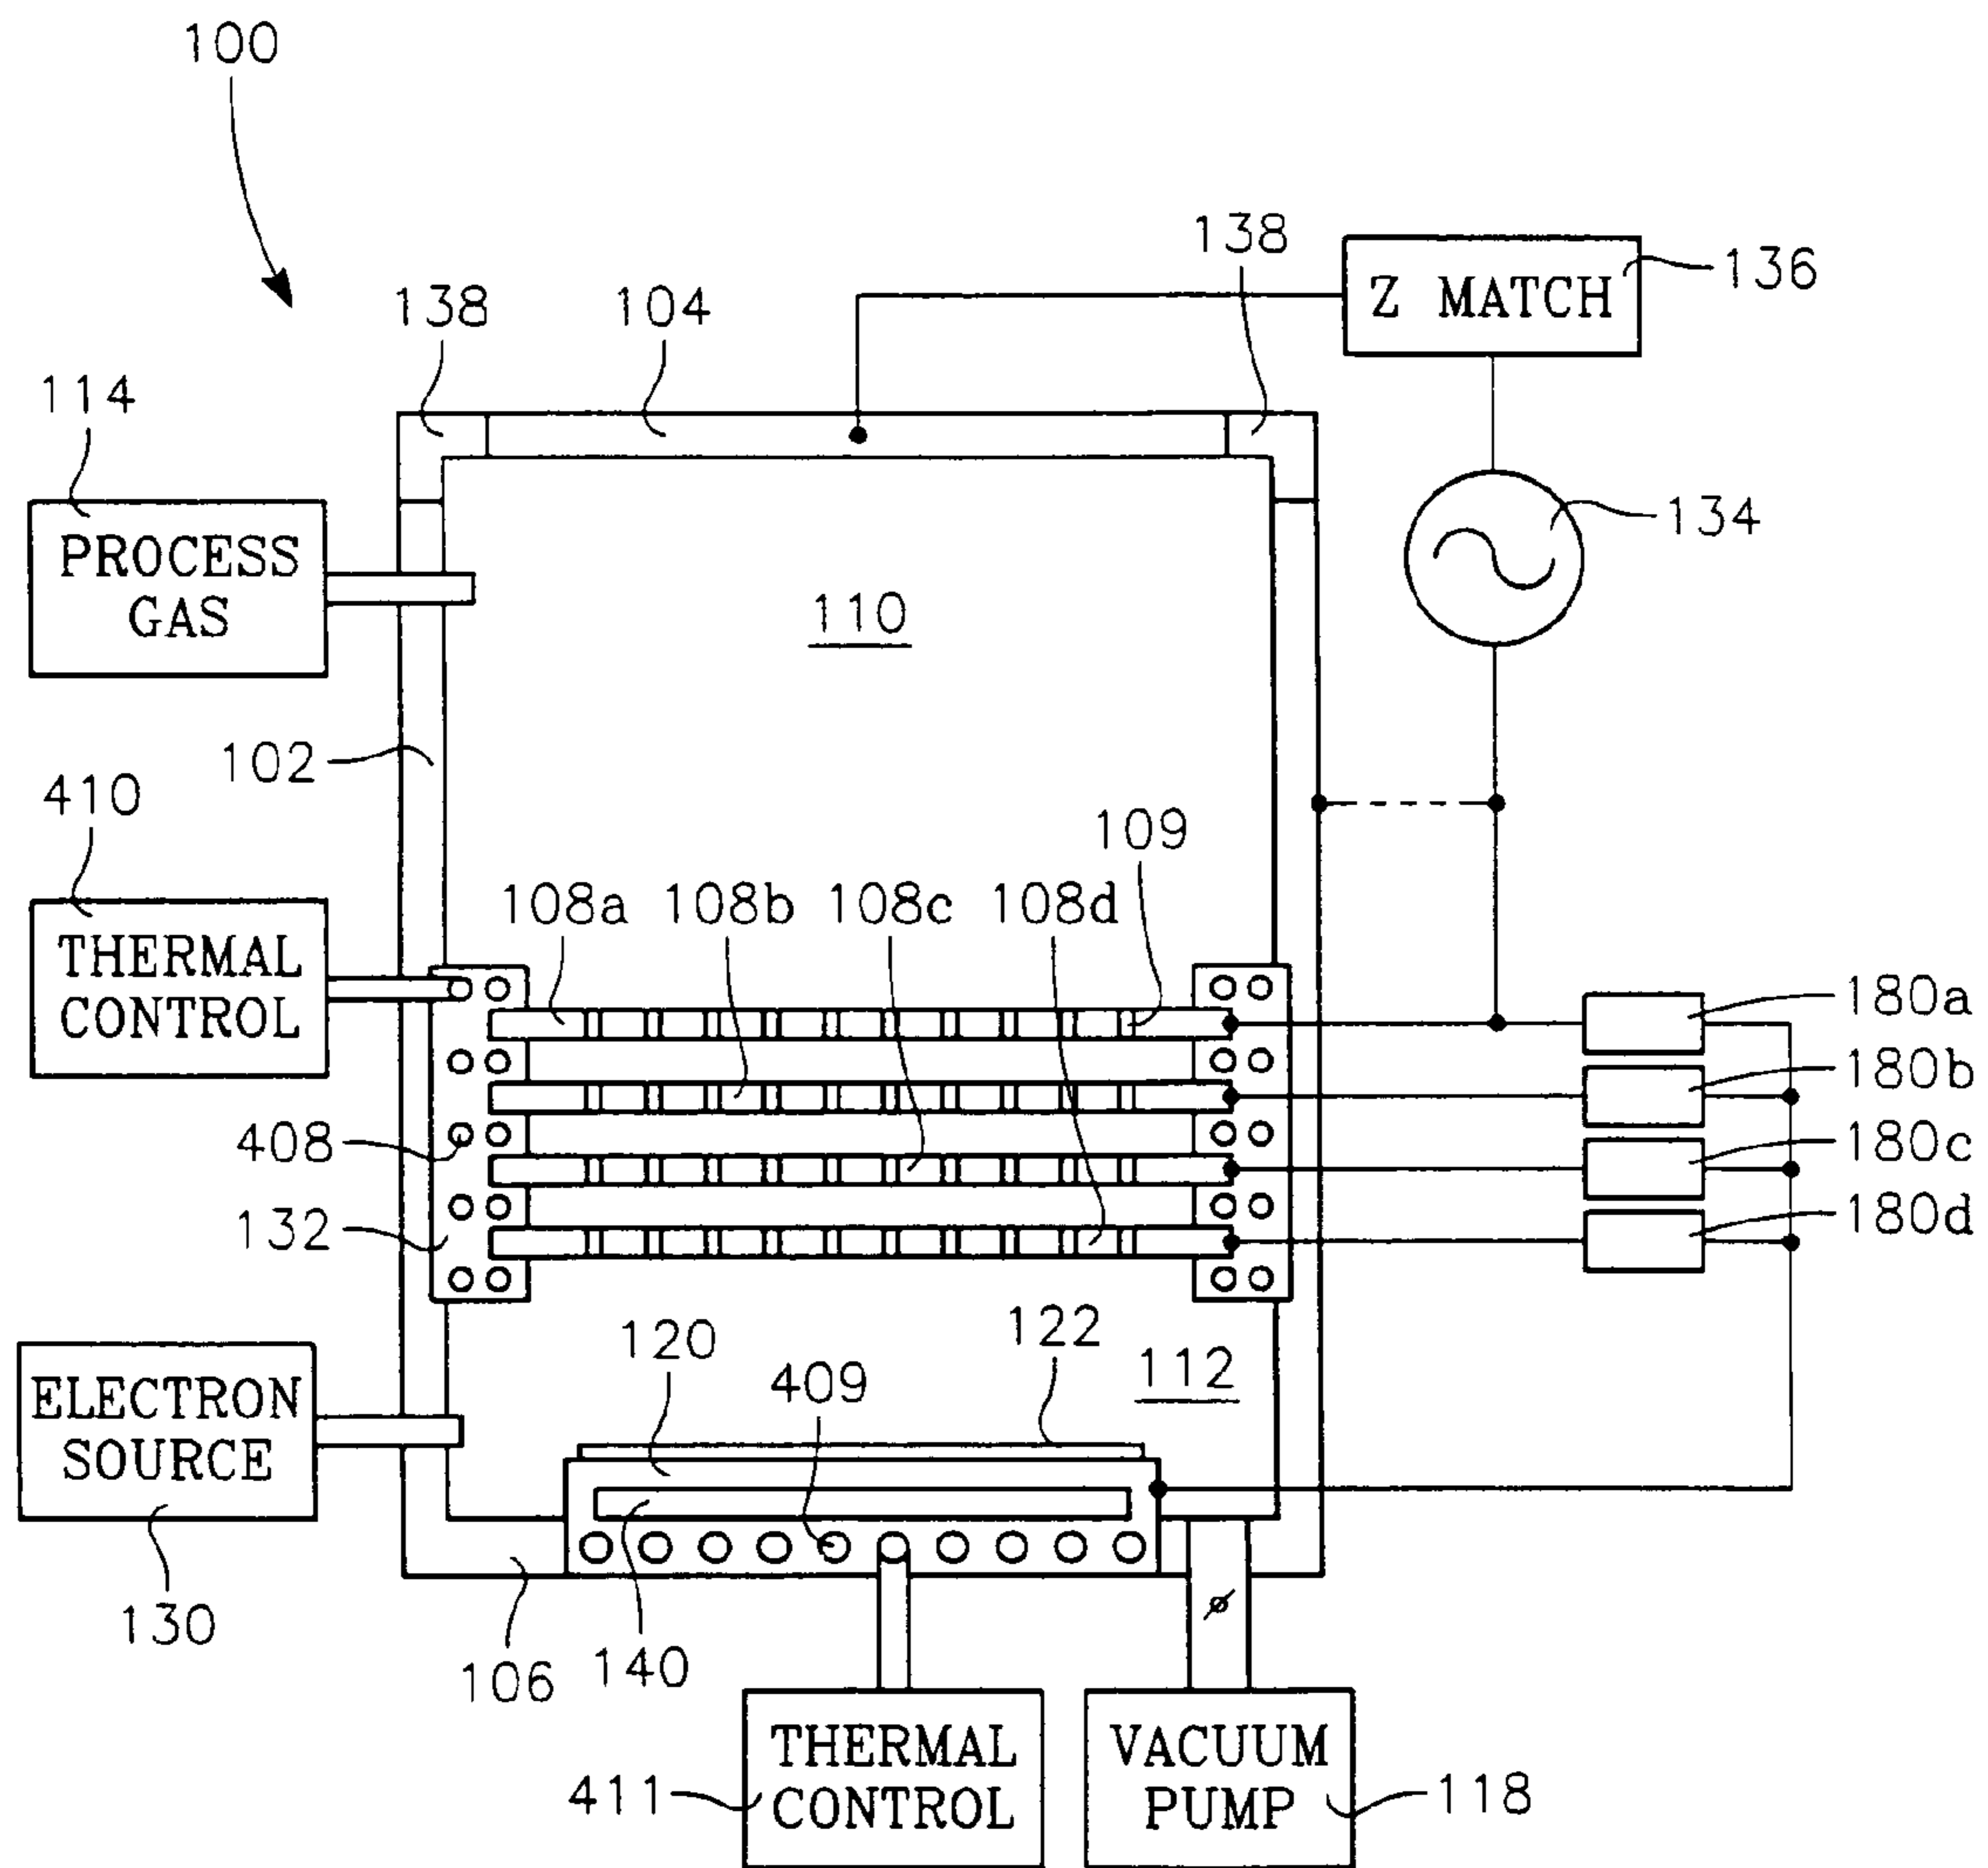 100
138
136
Z MATCH
138
104
114
134
PROCESS
GAS
110
102
410
109
108a 108b 108c 108d
THERMAL
CONTROL
180a
180b
408
180c
132
180d
122
120
112
409
ELECTRON
SOURCE
130
140
106
THERMAL
CONTROL
411
VACUUM
PUMP
118